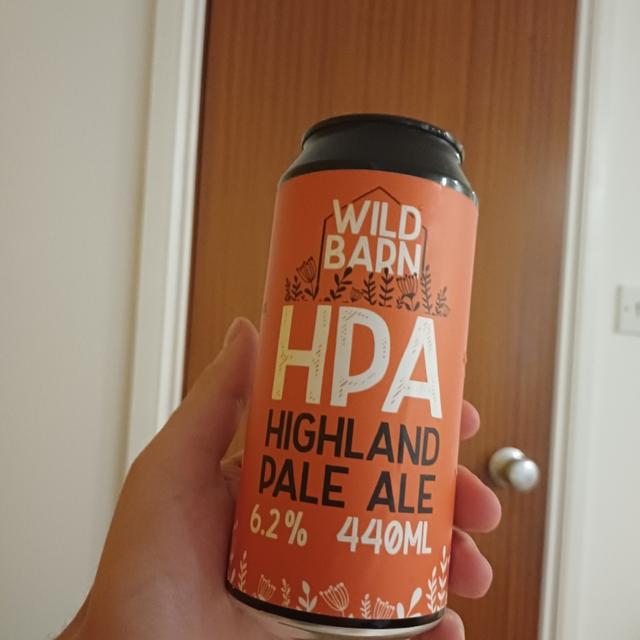 WILD
BARN
HPA
HIGHLAND
PALE ALE
6.2% 440ML